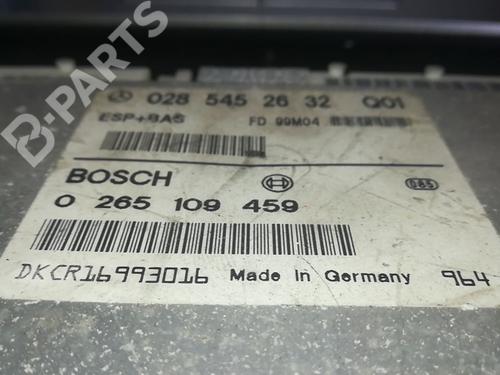 B-PARTS
028 545 26 32 Q01
ESP+BAS FD 99M04
BOSCH 085
0 265 109 459
DKCR16993016 Made in Germany 964